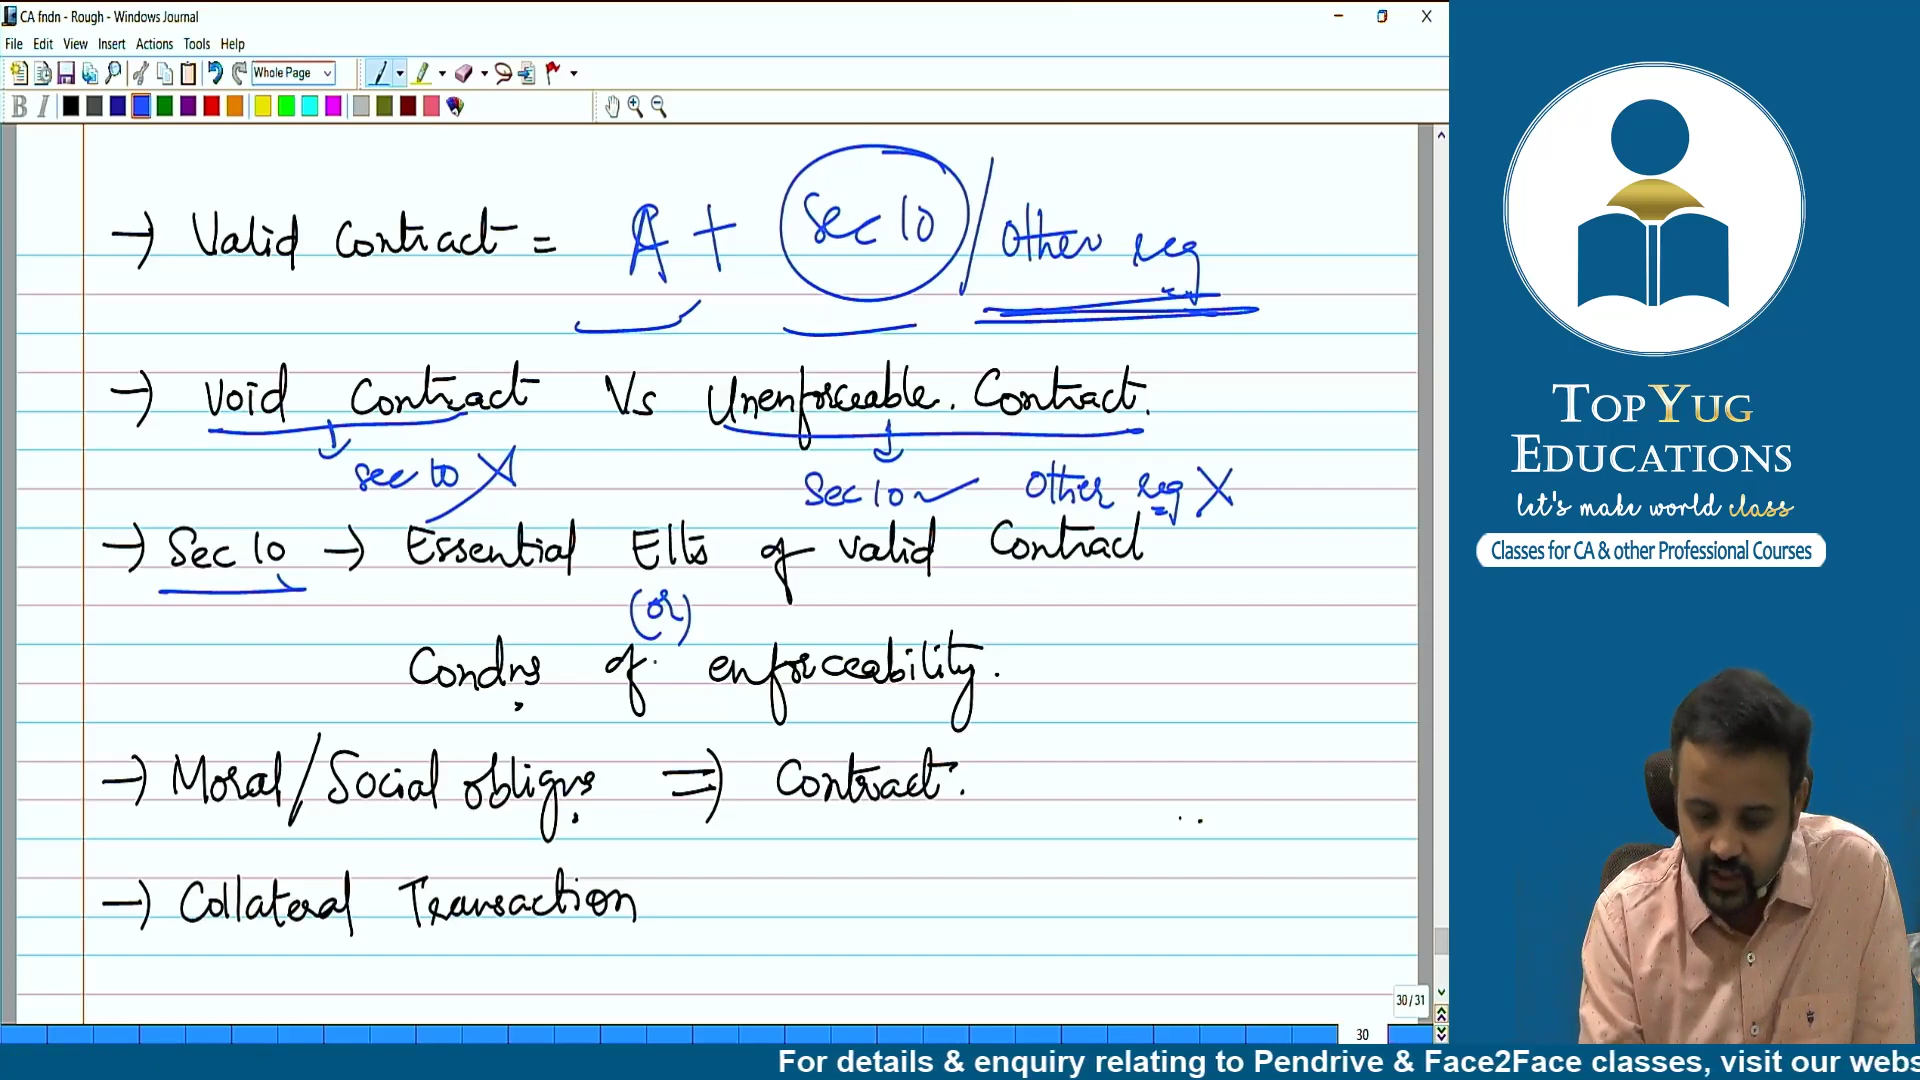 CA fndn - Rough - Windows Journal
File Edit View Insert Actions Tools Help
Whole Page
B I
→ Valid Contract = A + Sec 10 / Other req
→ Void Contract Vs Unenforceable Contract.
Sec 10 X Sec 10 ✓ Other req X
→ Sec 10 → Essential Elts of valid Contract
(or)
Condns of enforceability.
→ Moral/Social obligns => Contract.
→ Collateral Transaction
30/31
30
TOPYUG
EDUCATIONS
let's make world class
Classes for CA & other Professional Courses
For details & enquiry relating to Pendrive & Face2Face classes, visit our webs